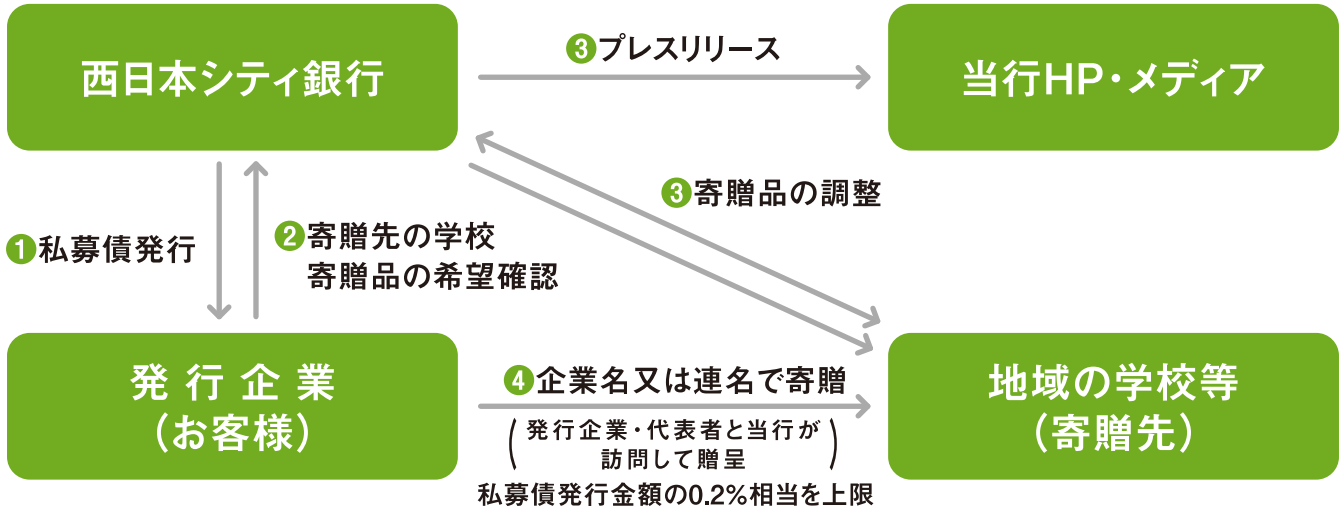 西日本シティ銀行
❸プレスリリース
当行HP・メディア
❸寄贈品の調整
❶私募債発行
❷寄贈先の学校
寄贈品の希望確認
発行企業
(お客様)
❹企業名又は連名で寄贈
(発行企業・代表者と当行が
訪問して贈呈)
私募債発行金額の0.2%相当を上限
地域の学校等
(寄贈先)